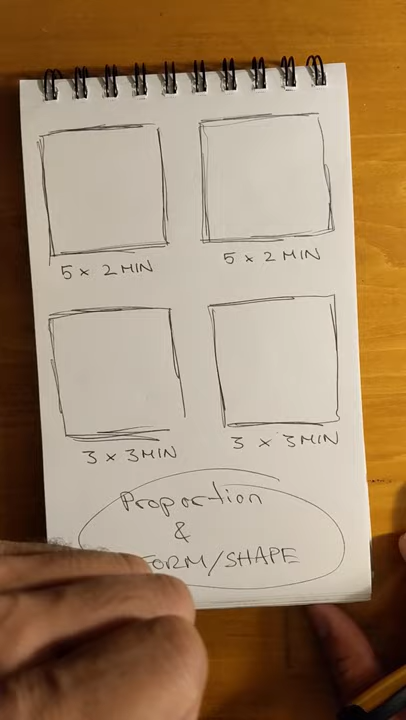 5 x 2 MIN
5 x 2 MIN
3 x 3MIN
3 x 3MIN
Proportion
&
FORM/SHAPE